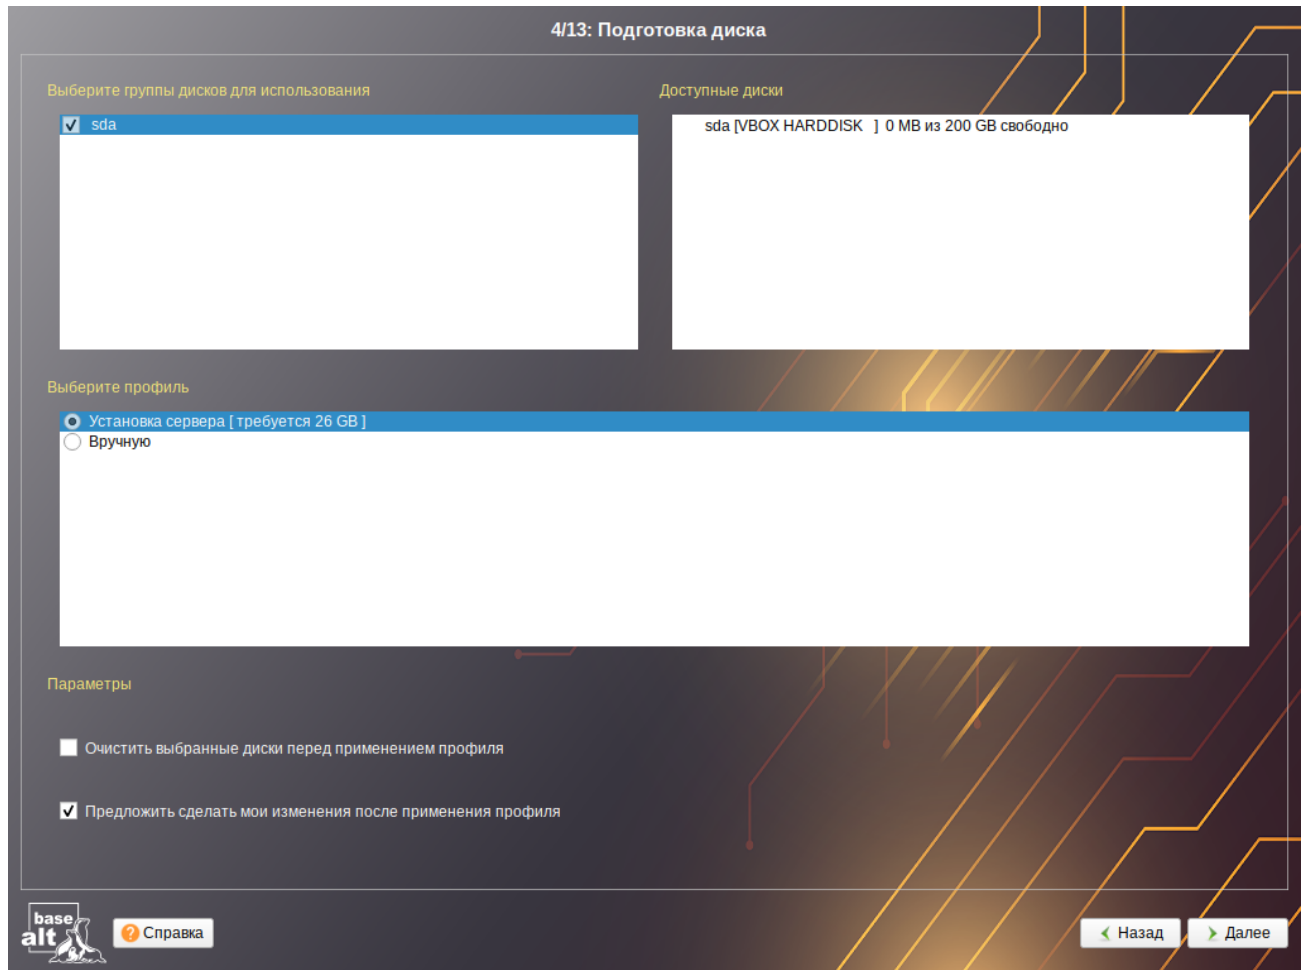 4/13: Подготовка диска
Выберите группы дисков для использования
Доступные диски
sda
sda [VBOX HARDDISK ] 0 MB из 200 GB свободно
Выберите профиль
Установка сервера [ требуется 26 GB ]
Вручную
Параметры
Очистить выбранные диски перед применением профиля
Предложить сделать мои изменения после применения профиля
base
alt
Справка
Назад
Далее